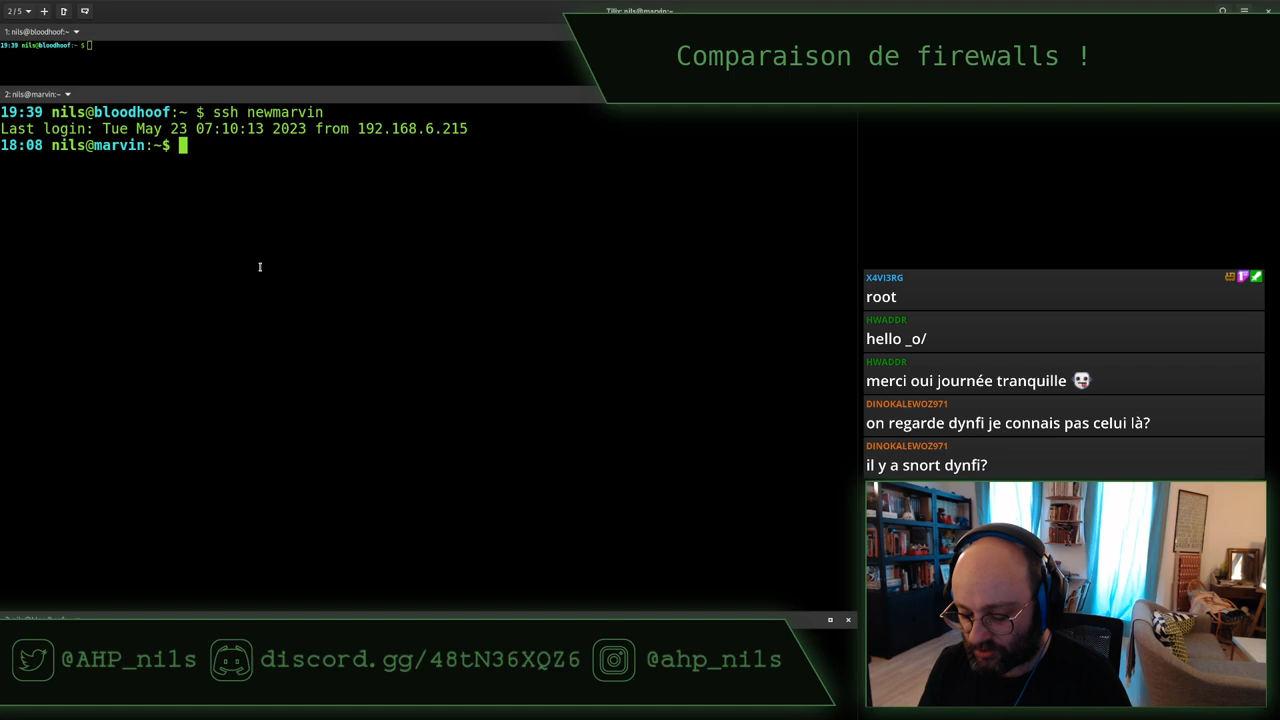 2 / 5
1: nils@bloodhoof:~
19:39 nils@bloodhoof:~ $
Comparaison de firewalls !
2: nils@marvin:~
19:39 nils@bloodhoof:~ $ ssh newmarvin
Last login: Tue May 23 07:10:13 2023 from 192.168.6.215
18:08 nils@marvin:~$
X4VI3RG
root
HWADDR
hello _o/
HWADDR
merci oui journée tranquille
DINOKALEWOZ971
on regarde dynfi je connais pas celui là?
DINOKALEWOZ971
il y a snort dynfi?
@AHP_nils
discord.gg/48tN36XQZ6
@ahp_nils